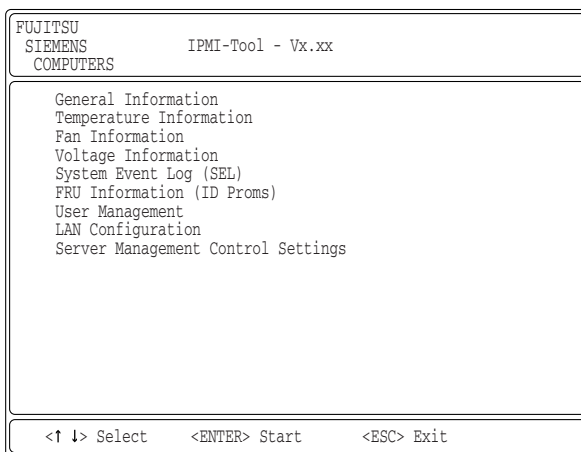 FUJITSU
SIEMENS IPMI-Tool - Vx.xx
COMPUTERS
General Information
Temperature Information
Fan Information
Voltage Information
System Event Log (SEL)
FRU Information (ID Proms)
User Management
LAN Configuration
Server Management Control Settings
<↑ ↓> Select <ENTER> Start <ESC> Exit